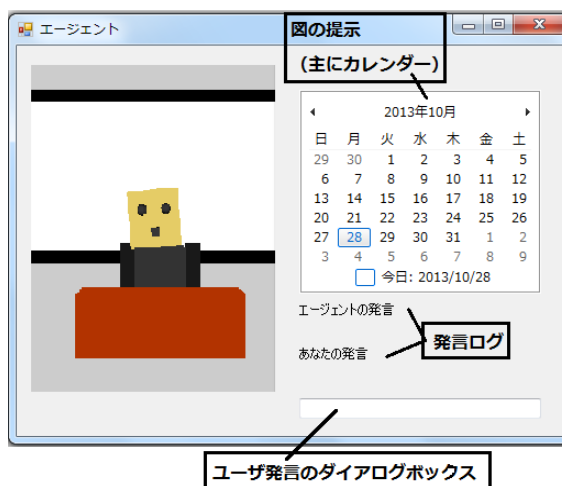 エージェント
図の提示
（主にカレンダー）
2013年10月
日 月 火 水 木 金 土
29 30 1 2 3 4 5
6 7 8 9 10 11 12
13 14 15 16 17 18 19
20 21 22 23 24 25 26
27 28 29 30 31 1 2
3 4 5 6 7 8 9
今日: 2013/10/28
エージェントの発言
発言ログ
あなたの発言
ユーザ発言のダイアログボックス